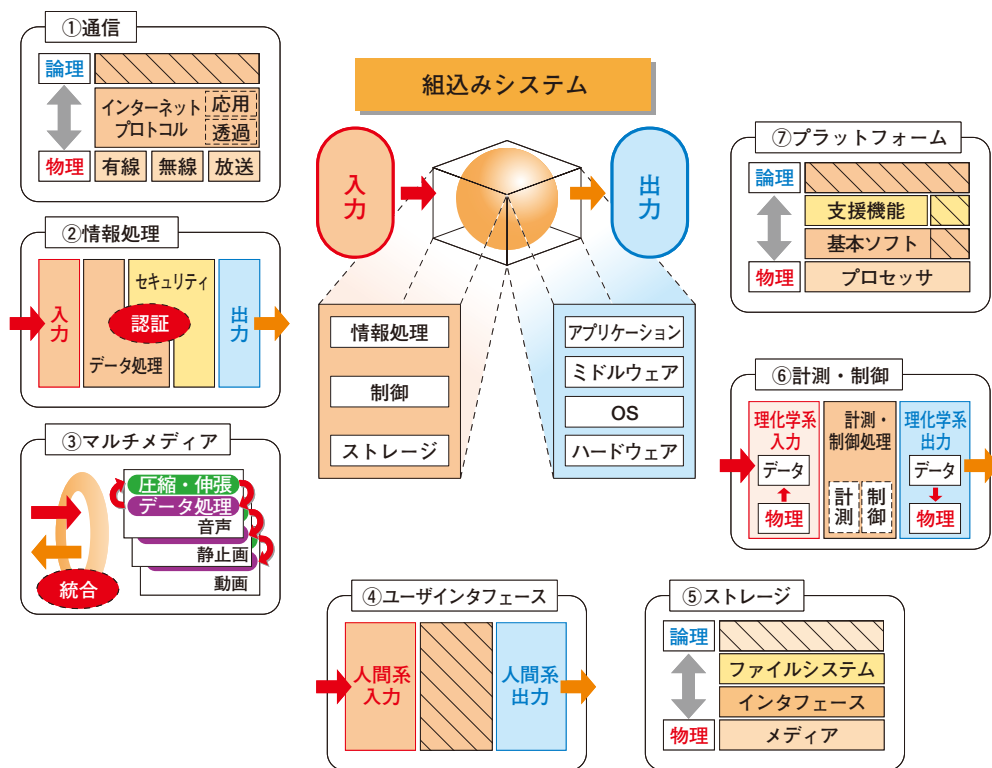 組込みシステム
入力
出力
情報処理
制御
ストレージ
アプリケーション
ミドルウェア
OS
ハードウェア
①通信
論理
インターネット
プロトコル
応用
透過
物理
有線
無線
放送
②情報処理
入力
セキュリティ
認証
データ処理
出力
③マルチメディア
圧縮・伸張
データ処理
音声
静止画
動画
統合
④ユーザインタフェース
人間系
入力
人間系
出力
⑤ストレージ
論理
ファイルシステム
インタフェース
物理
メディア
⑥計測・制御
理化学系
入力
データ
物理
計測・
制御処理
計測
制御
理化学系
出力
データ
物理
⑦プラットフォーム
論理
支援機能
基本ソフト
物理
プロセッサ